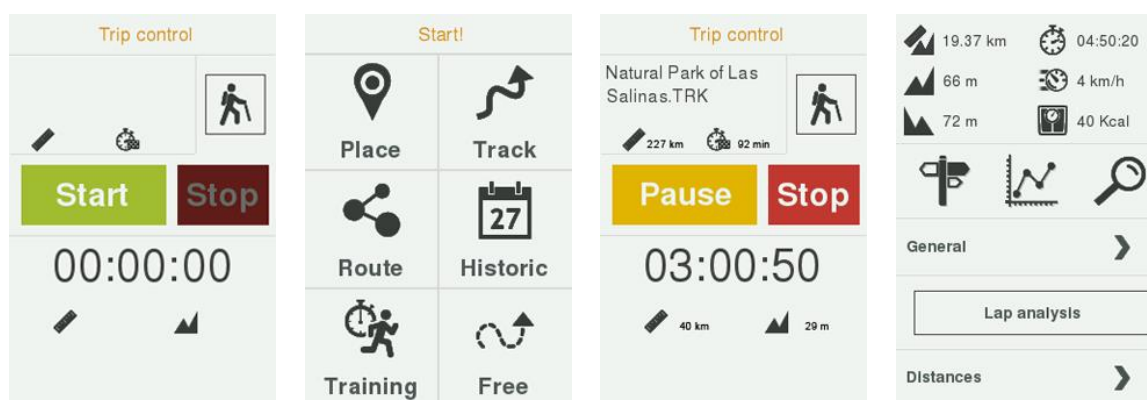 Trip control
Start
Stop
00:00:00
Start!
Place
Track
Route
27
Historic
Training
Free
Trip control
Natural Park of Las
Salinas.TRK
227 km
92 min
Pause
Stop
03:00:50
40 km
29 m
19.37 km
04:50:20
66 m
4 km/h
72 m
40 Kcal
General
Lap analysis
Distances